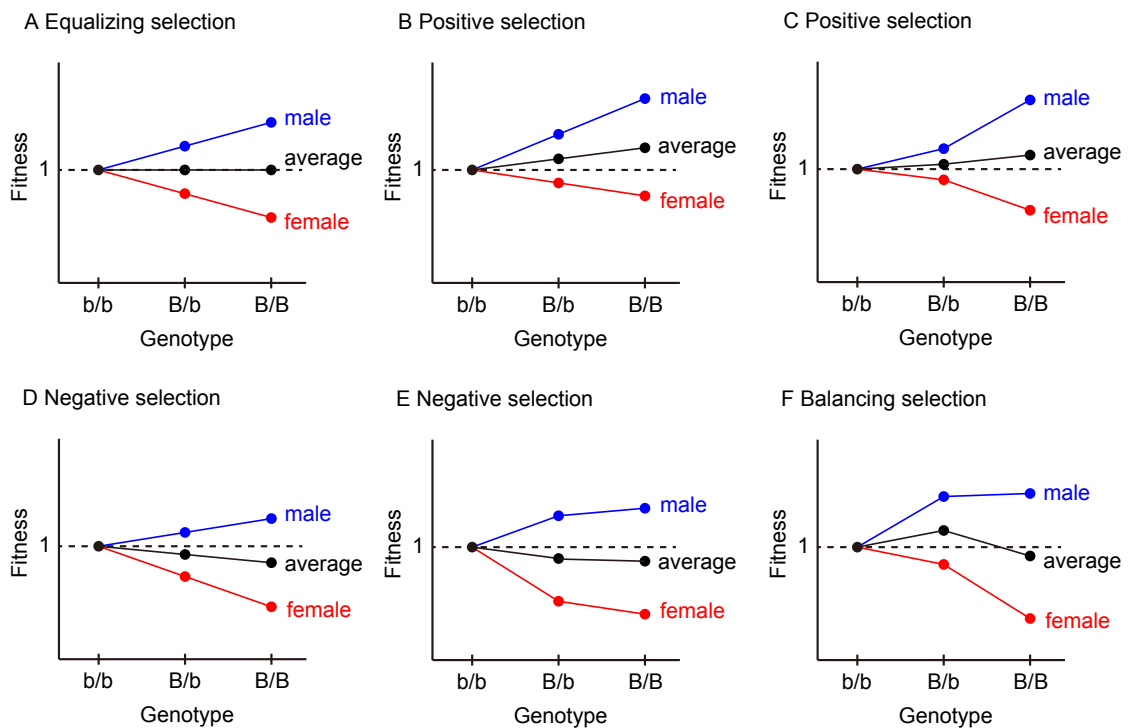 A Equalizing selection
Fitness
1
male
average
female
b/b B/b B/B
Genotype
B Positive selection
Fitness
1
male
average
female
b/b B/b B/B
Genotype
C Positive selection
Fitness
1
male
average
female
b/b B/b B/B
Genotype
D Negative selection
Fitness
1
male
average
female
b/b B/b B/B
Genotype
E Negative selection
Fitness
1
male
average
female
b/b B/b B/B
Genotype
F Balancing selection
Fitness
1
male
average
female
b/b B/b B/B
Genotype